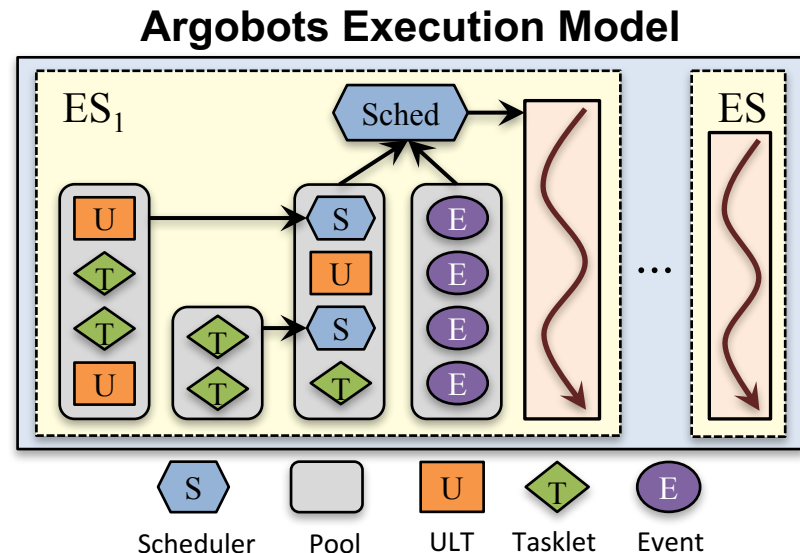 Argobots Execution Model
ES1
Sched
ES
U
S
E
T
U
E
T
T
S
E
U
T
T
E
...
S
U
T
E
Scheduler
Pool
ULT
Tasklet
Event